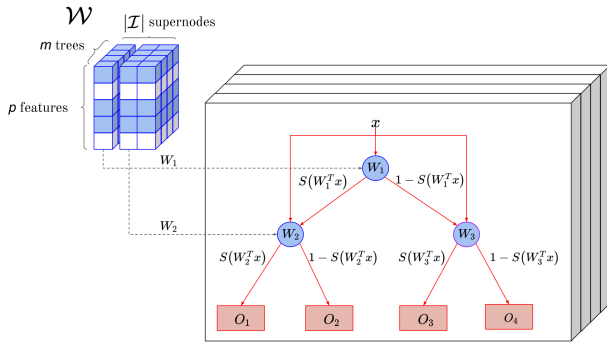 𝒲
|ℐ| supernodes
m trees
p features
x
W₁
W₁
S(W₁ᵀx)
1 − S(W₁ᵀx)
W₂
W₂
W₃
S(W₂ᵀx)
1 − S(W₂ᵀx)
S(W₃ᵀx)
1 − S(W₃ᵀx)
O₁
O₂
O₃
O₄